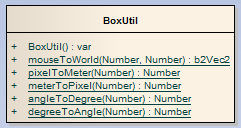 BoxUtil
+ BoxUtil() : var
+ mouseToWorld(Number, Number) : b2Vec2
+ pixelToMeter(Number) : Number
+ meterToPixel(Number) : Number
+ angleToDegree(Number) : Number
+ degreeToAngle(Number) : Number